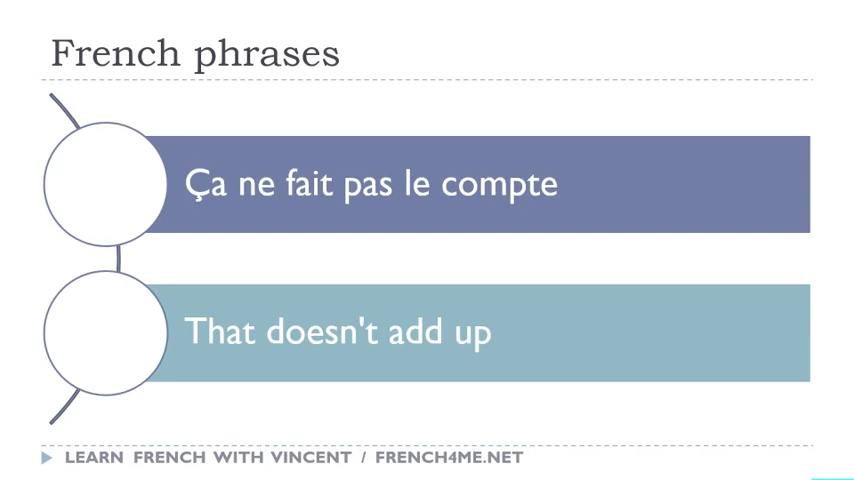 French phrases
Ça ne fait pas le compte
That doesn't add up
LEARN FRENCH WITH VINCENT / FRENCH4ME.NET